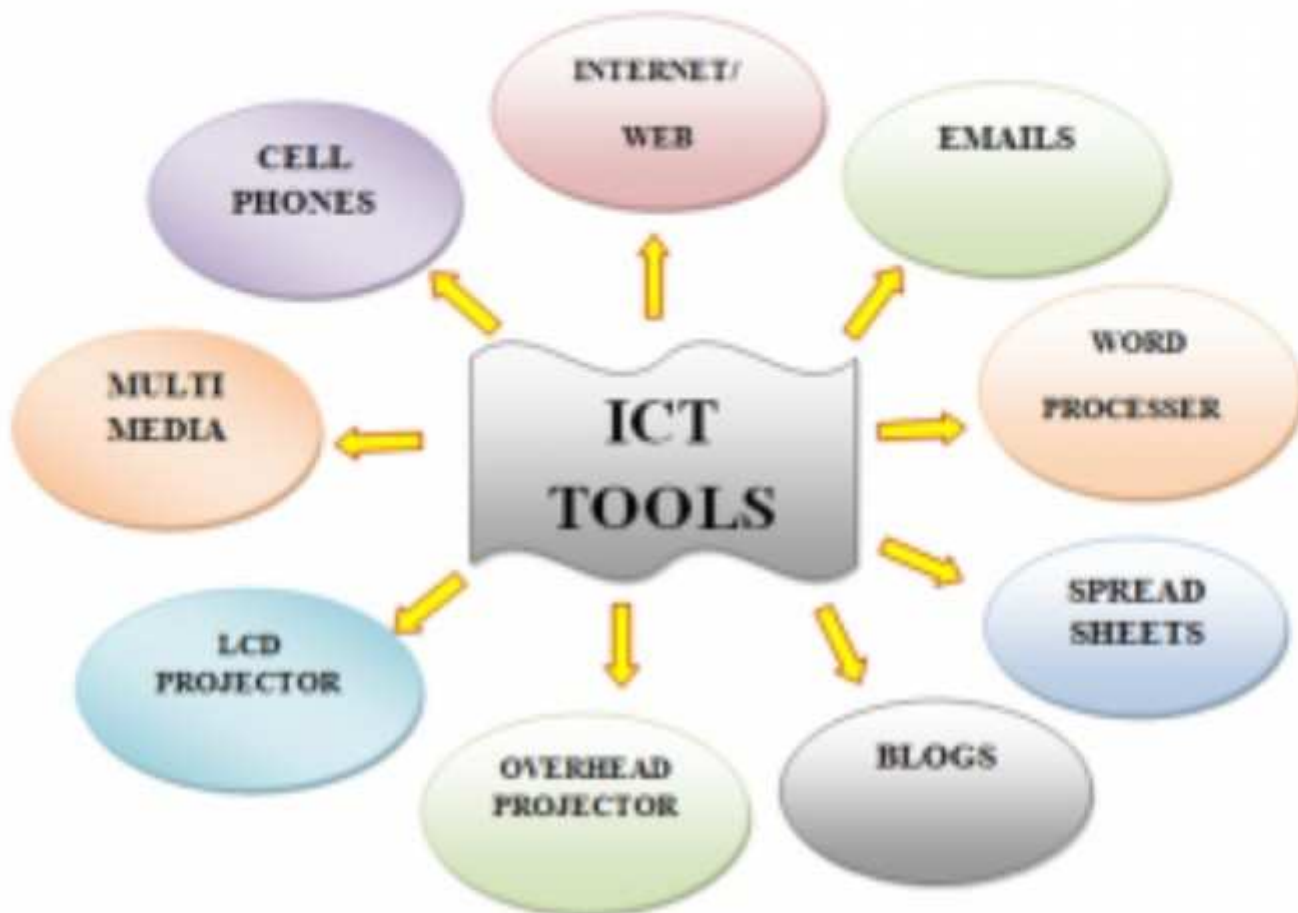 INTERNET/
WEB
EMAILS
CELL
PHONES
WORD
PROCESSER
MULTI
MEDIA
ICT
TOOLS
SPREAD
SHEETS
LCD
PROJECTOR
BLOGS
OVERHEAD
PROJECTOR